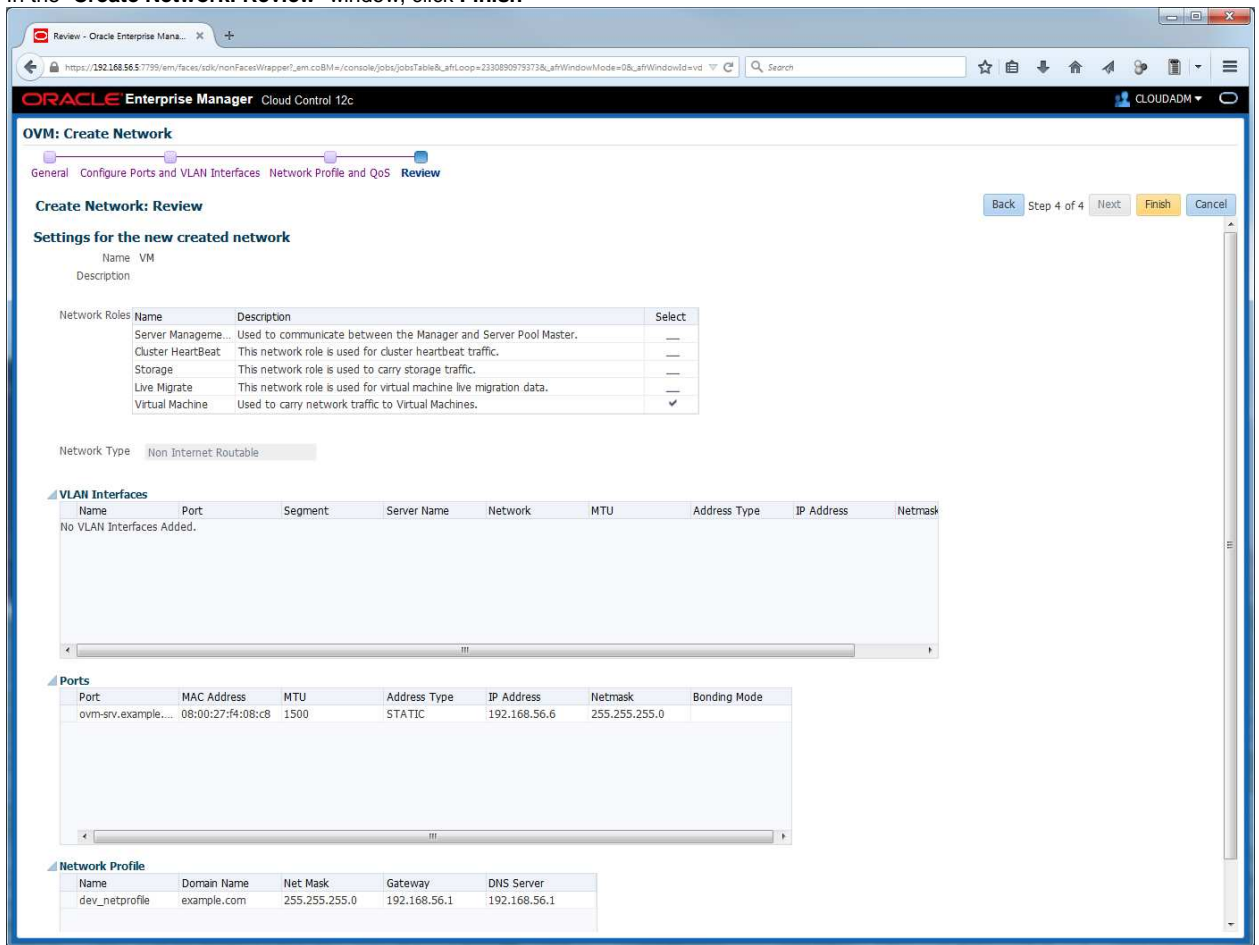 In the "Create Network: Review" window, click Finish
Review - Oracle Enterprise Mana...
https://192.168.56.5:7799/em/faces/sdk/nonFacesWrapper?_em.coBM=/console/jobs/jobsTable&_afrLoop=2330890979373&_afrWindowMode=0&_afrWindowId=vd
Search
ORACLE Enterprise Manager Cloud Control 12c
CLOUDADM
OVM: Create Network
General Configure Ports and VLAN Interfaces Network Profile and QoS Review
Create Network: Review
Back Step 4 of 4 Next Finish Cancel
Settings for the new created network
Name VM
Description
Network Roles Name Description Select
Server Manageme... Used to communicate between the Manager and Server Pool Master.
Cluster HeartBeat This network role is used for cluster heartbeat traffic.
Storage This network role is used to carry storage traffic.
Live Migrate This network role is used for virtual machine live migration data.
Virtual Machine Used to carry network traffic to Virtual Machines.
Network Type Non Internet Routable
VLAN Interfaces
Name Port Segment Server Name Network MTU Address Type IP Address Netmask
No VLAN Interfaces Added.
Ports
Port MAC Address MTU Address Type IP Address Netmask Bonding Mode
ovm-srv.example.... 08:00:27:f4:08:c8 1500 STATIC 192.168.56.6 255.255.255.0
Network Profile
Name Domain Name Net Mask Gateway DNS Server
dev_netprofile example.com 255.255.255.0 192.168.56.1 192.168.56.1